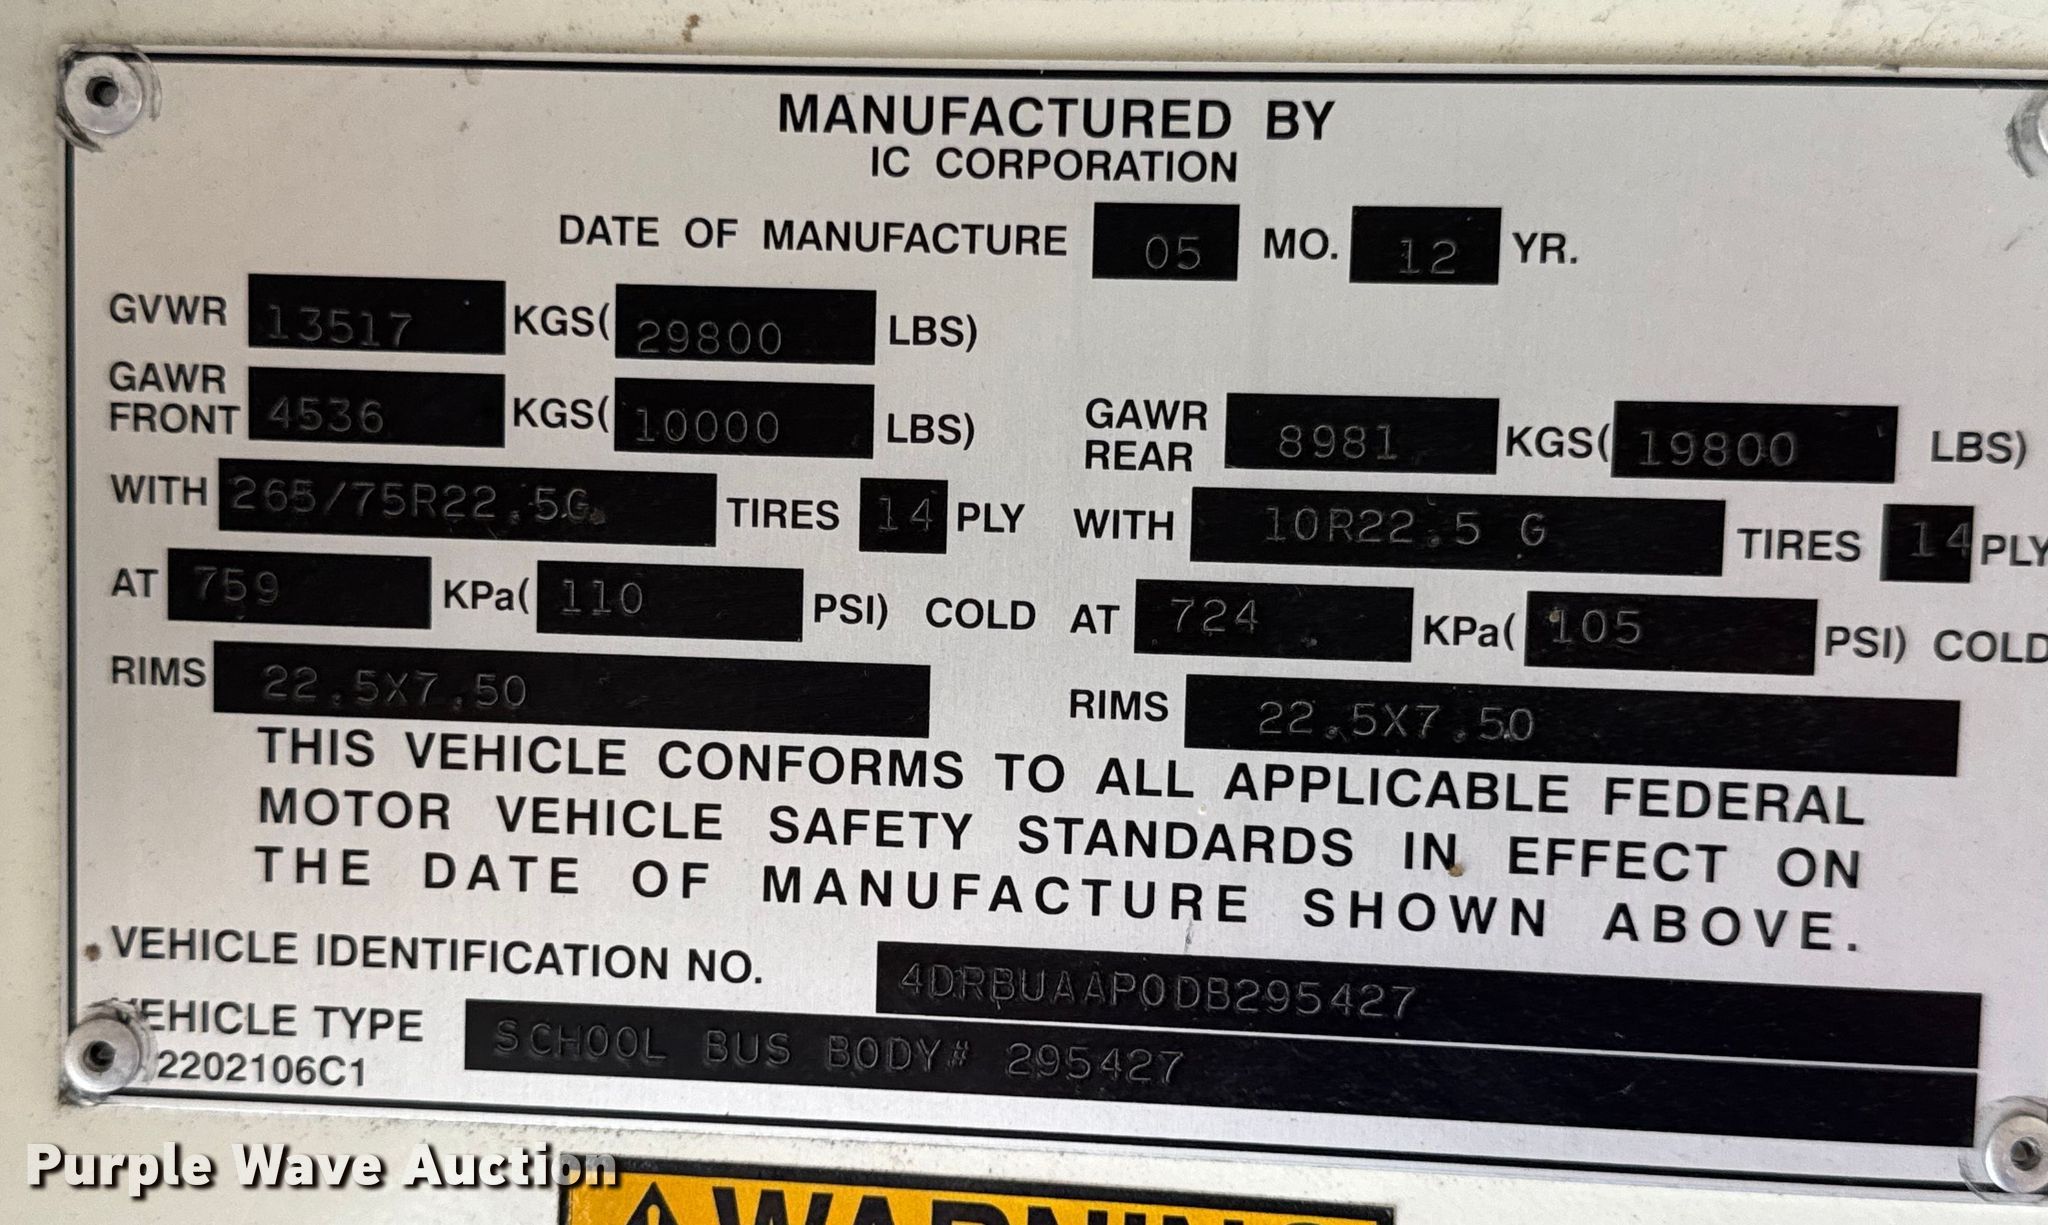 MANUFACTURED BY
IC CORPORATION
DATE OF MANUFACTURE 05 MO. 12 YR.
GVWR 13517 KGS( 29800 LBS)
GAWR FRONT 4536 KGS( 10000 LBS) GAWR REAR 8981 KGS( 19800 LBS)
WITH 265/75R22.5G TIRES 14 PLY WITH 10R22.5 G TIRES 14 PLY
AT 759 KPa( 110 PSI) COLD AT 724 KPa( 105 PSI) COLD
RIMS 22.5X7.50 RIMS 22.5X7.50
THIS VEHICLE CONFORMS TO ALL APPLICABLE FEDERAL
MOTOR VEHICLE SAFETY STANDARDS IN EFFECT ON
THE DATE OF MANUFACTURE SHOWN ABOVE.
VEHICLE IDENTIFICATION NO. 4DRBUAAP0DB295427
VEHICLE TYPE SCHOOL BUS BODY# 295427
2202106C1
Purple Wave Auction
WARNING